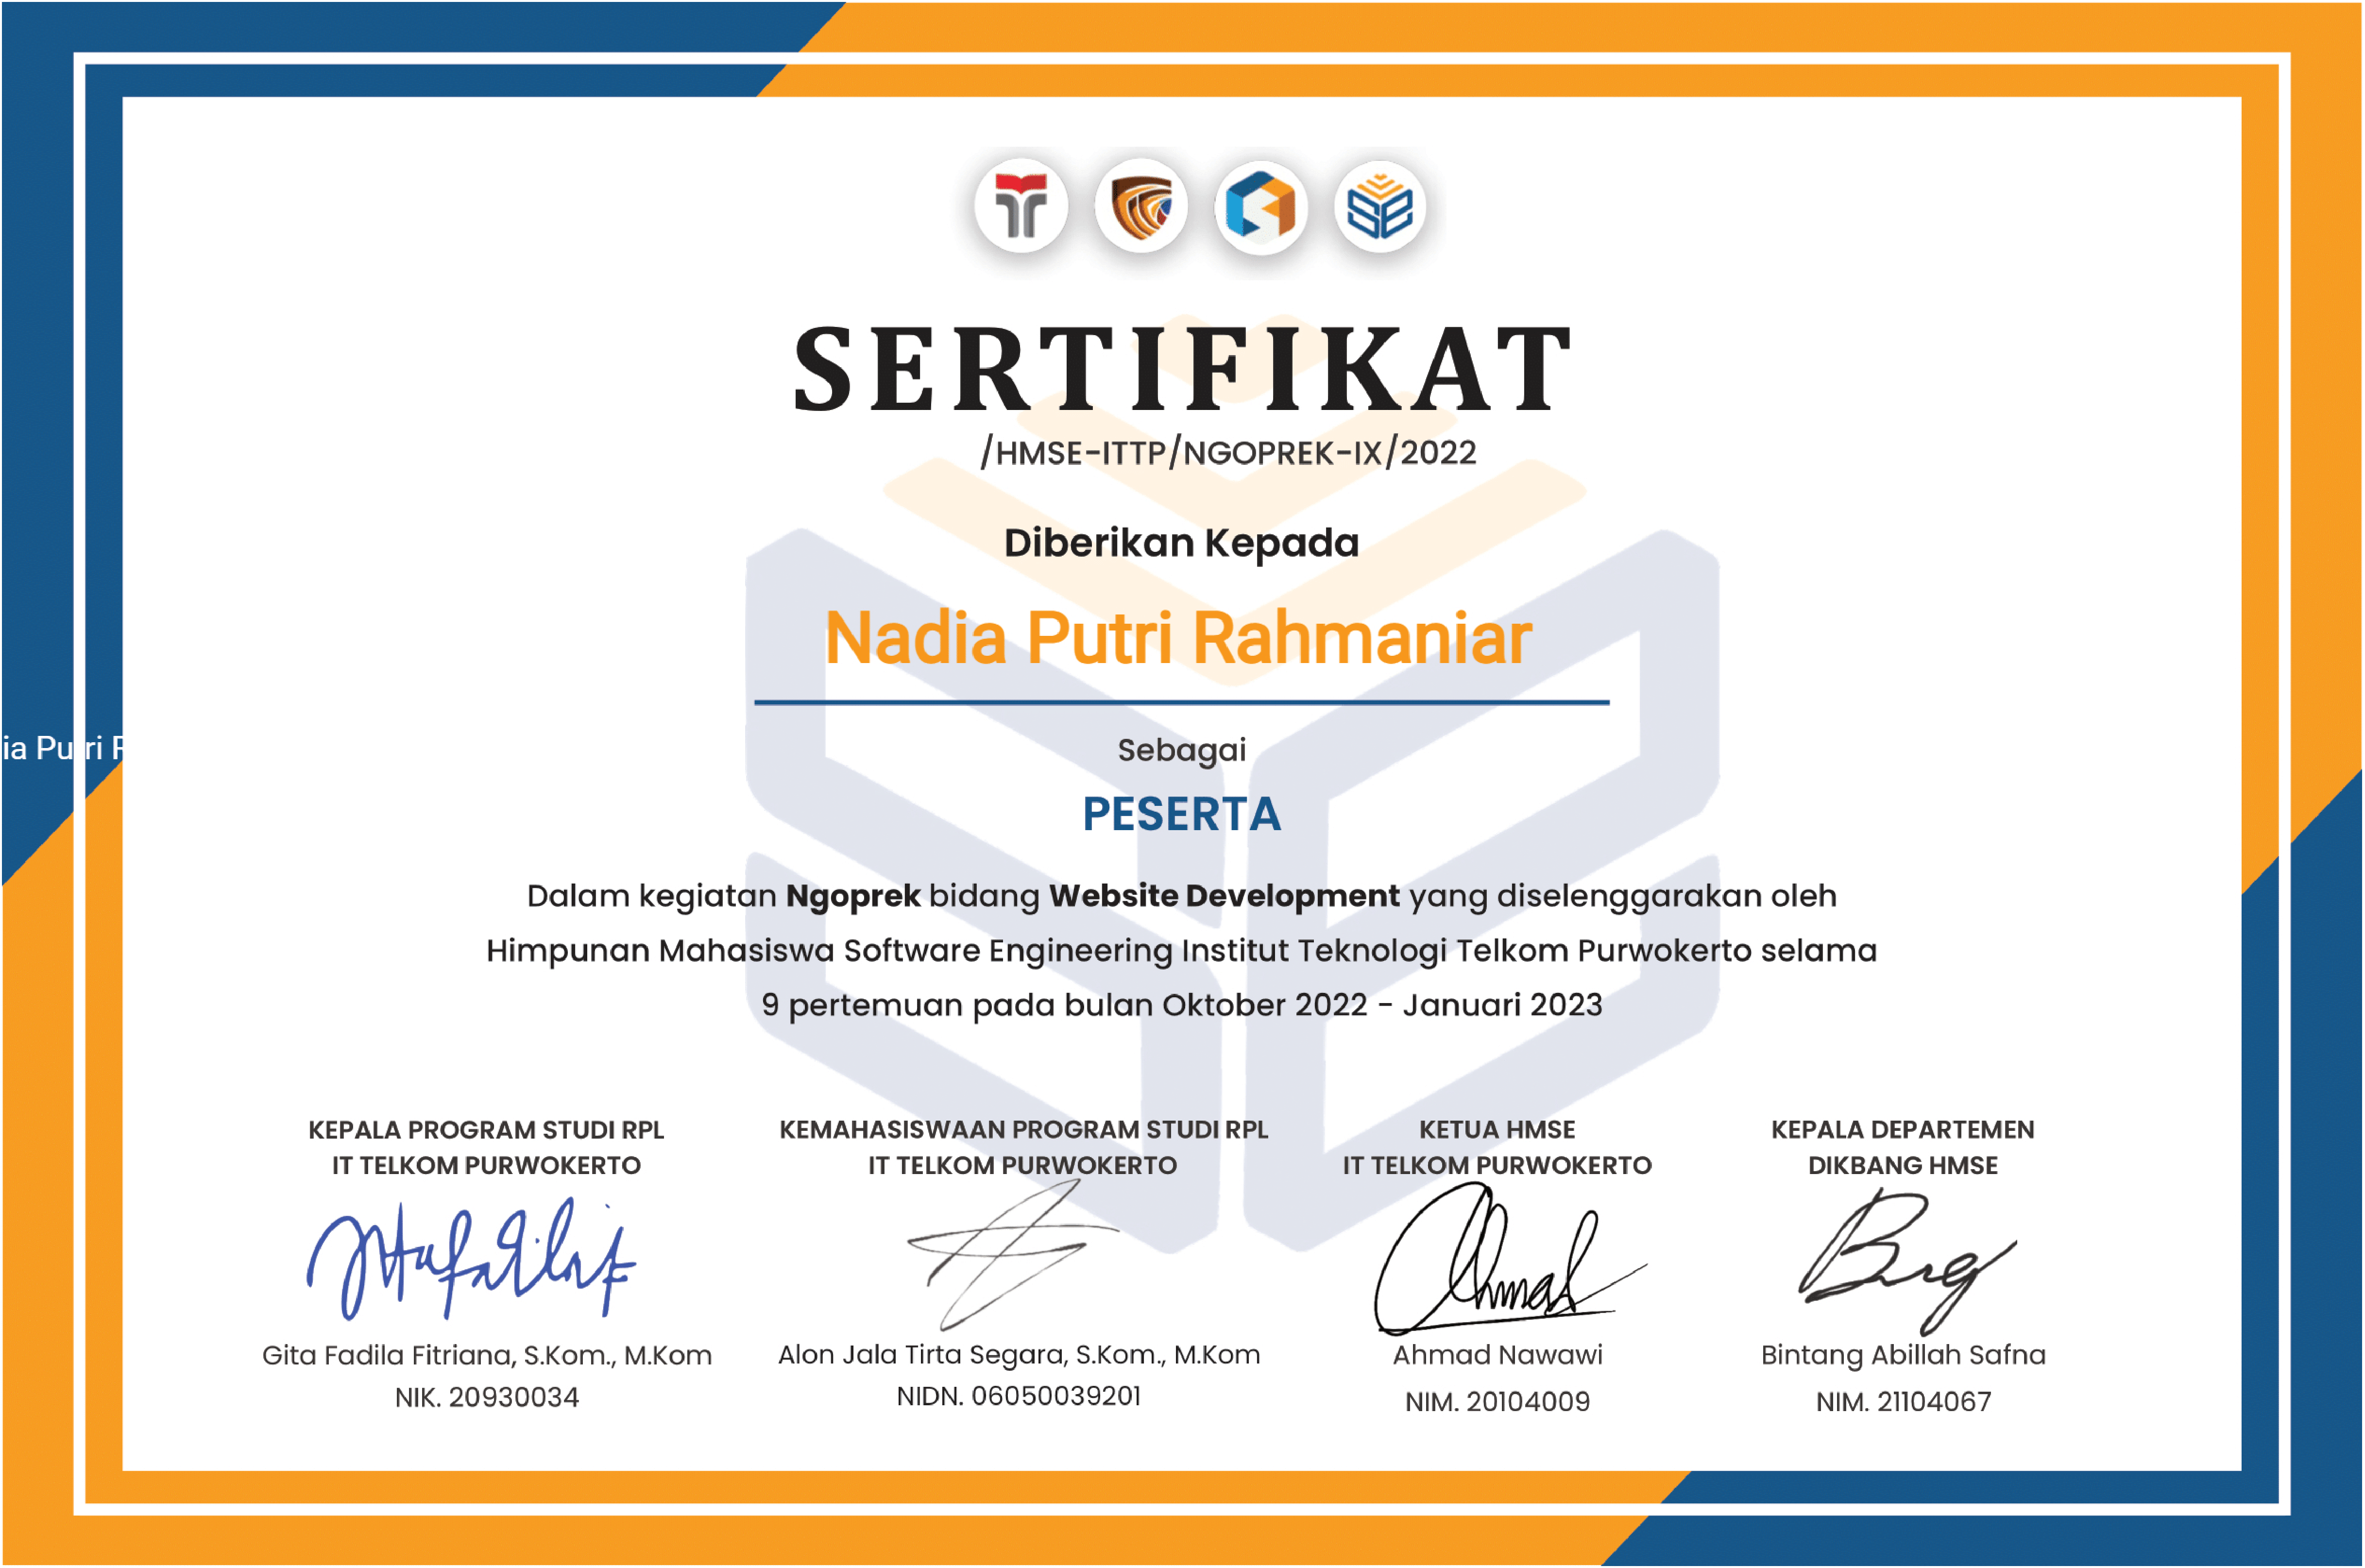 SERTIFIKAT
/HMSE-ITTP/NGOPREK-IX/2022
Diberikan Kepada
Nadia Putri Rahmaniar
ia Putri R
Sebagai
PESERTA
Dalam kegiatan Ngoprek bidang Website Development yang diselenggarakan oleh
Himpunan Mahasiswa Software Engineering Institut Teknologi Telkom Purwokerto selama
9 pertemuan pada bulan Oktober 2022 - Januari 2023
KEPALA PROGRAM STUDI RPL
IT TELKOM PURWOKERTO
Gita Fadila Fitriana, S.Kom., M.Kom
NIK. 20930034
KEMAHASISWAAN PROGRAM STUDI RPL
IT TELKOM PURWOKERTO
Alon Jala Tirta Segara, S.Kom., M.Kom
NIDN. 06050039201
KETUA HMSE
IT TELKOM PURWOKERTO
Ahmad Nawawi
NIM. 20104009
KEPALA DEPARTEMEN
DIKBANG HMSE
Bintang Abillah Safna
NIM. 21104067